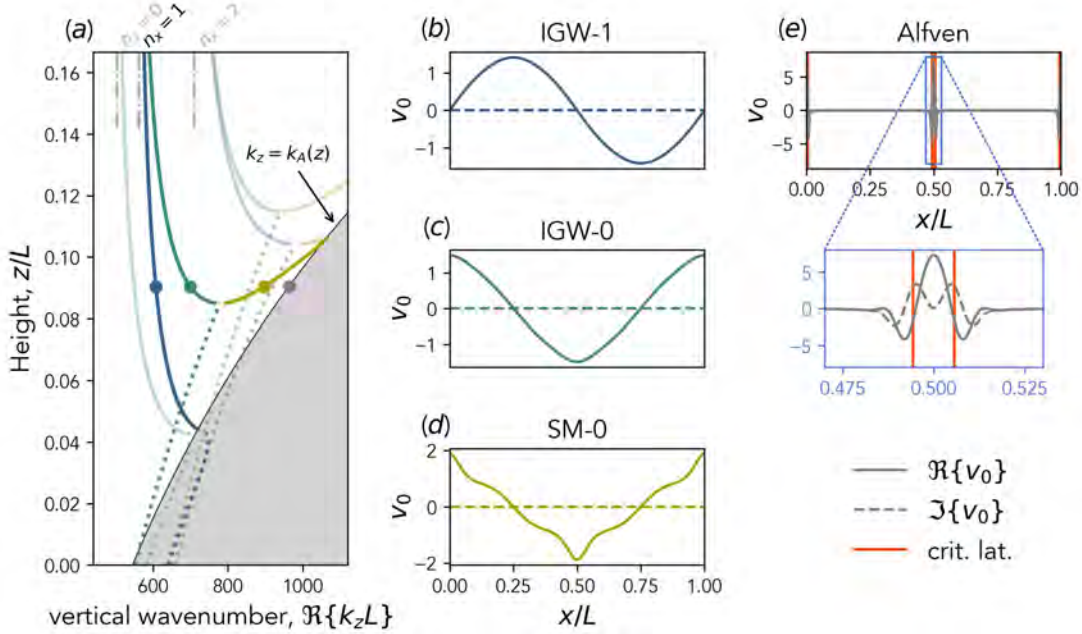 (a)
n_x = 0
n_x = 1
n_x = 2
0.16
0.14
0.12
0.10
0.08
0.06
0.04
0.02
0.00
Height, z/L
k_z = k_A(z)
600
800
1000
vertical wavenumber, ℜ{k_zL}
(b)
IGW-1
1
0
−1
v_0
(c)
IGW-0
1
0
−1
v_0
(d)
SM-0
2
0
−2
v_0
0.00
0.25
0.50
0.75
1.00
x/L
(e)
Alfven
5
0
−5
v_0
0.00
0.25
0.50
0.75
1.00
x/L
5
0
−5
0.475
0.500
0.525
ℜ{v_0}
ℑ{v_0}
crit. lat.